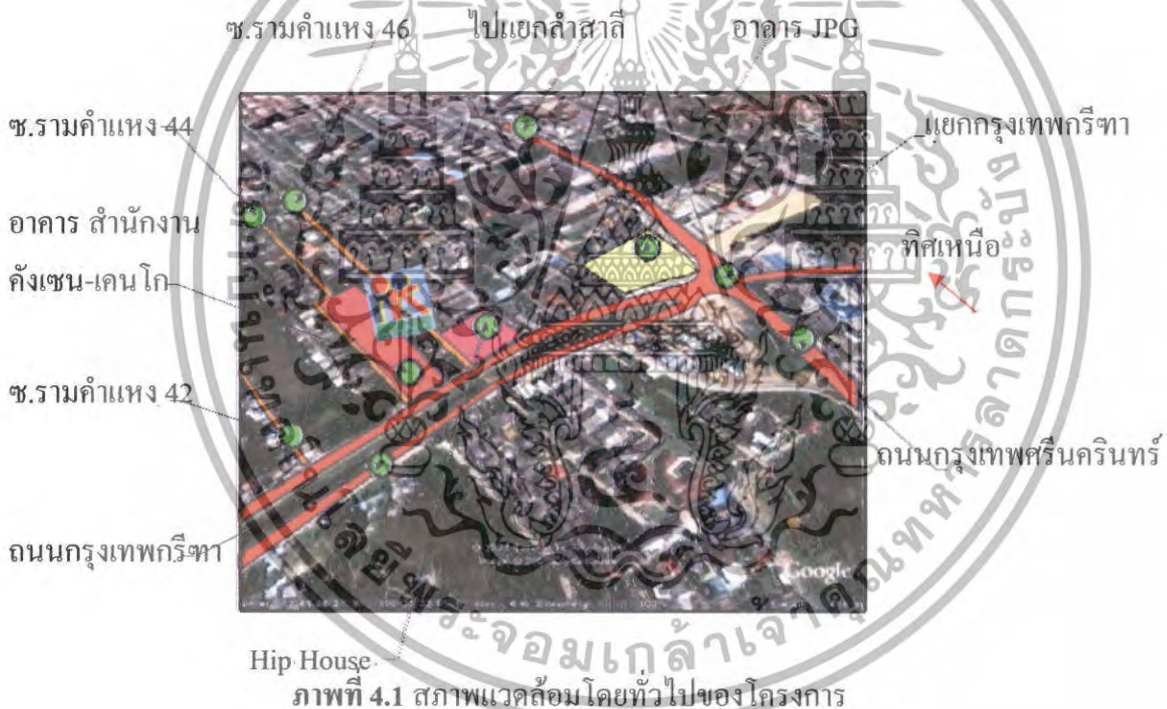 ซ.รามคำแหง 46 ไปแยกลำสาลี อาคาร JPG
ซ.รามคำแหง 44
แยกกรุงเทพกรีฑา
อาคาร สำนักงาน
คังเซน-เคนโก
ทิศเหนือ
ซ.รามคำแหง 42
ถนนกรุงเทพศรีนครินทร์
ถนนกรุงเทพกรีฑา
Google
Hip House
ภาพที่ 4.1 สภาพแวดล้อมโดยทั่วไปของโครงการ